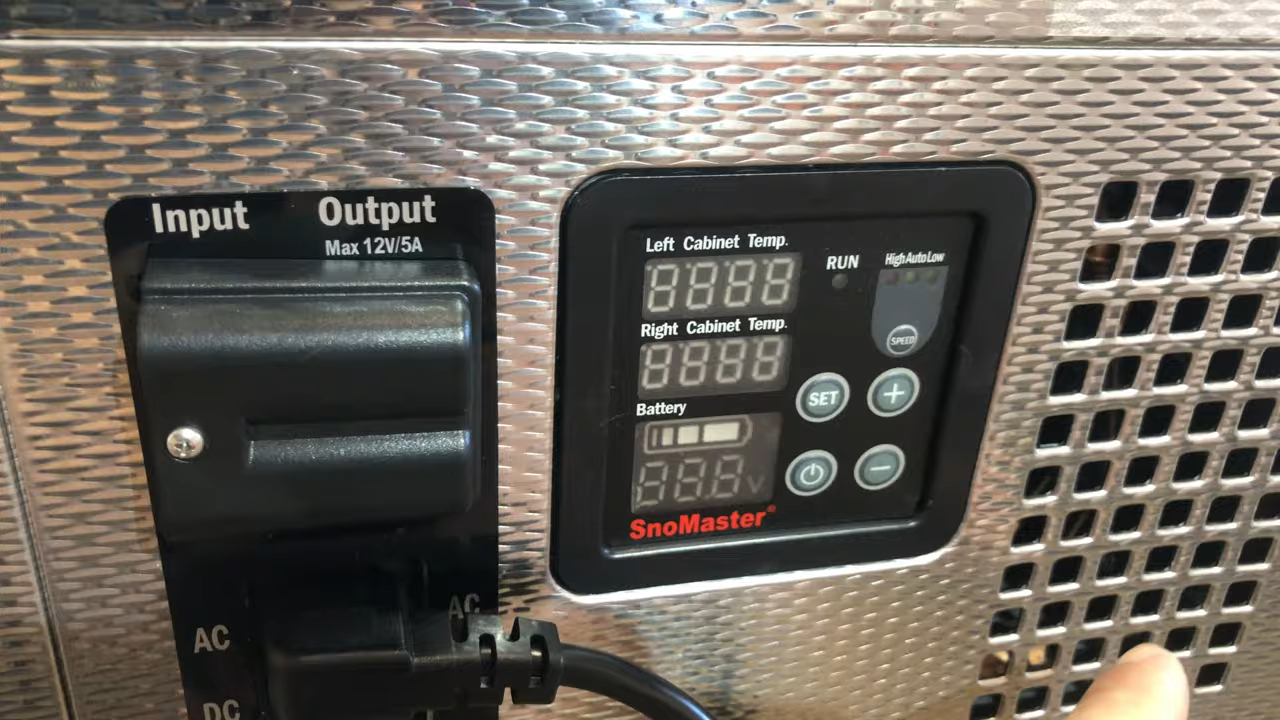 Input Output
Max 12V/5A
AC
AC
DC
Left Cabinet Temp.
RUN
High Auto Low
SPEED
Right Cabinet Temp.
SET
+
Battery
−
V
SnoMaster®